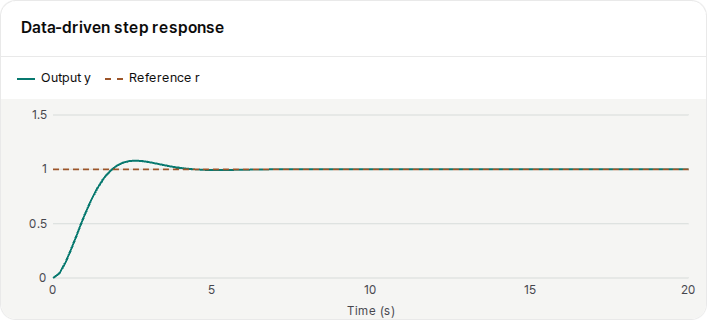 Data-driven step response
Output y Reference r
1.5
1
0.5
0
0 5 10 15 20
Time (s)